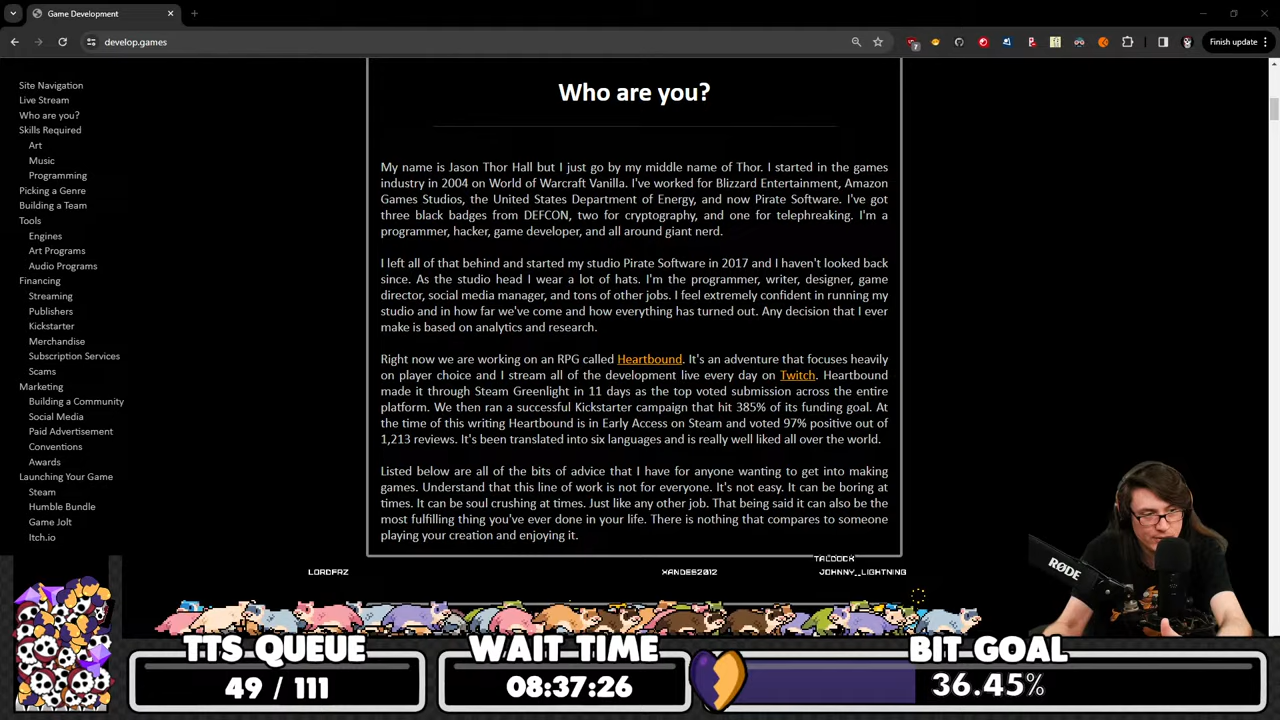 Game Development
develop.games
7
Finish update
Site Navigation
Live Stream
Who are you?
Skills Required
Art
Music
Programming
Picking a Genre
Building a Team
Tools
Engines
Art Programs
Audio Programs
Financing
Streaming
Publishers
Kickstarter
Merchandise
Subscription Services
Scams
Marketing
Building a Community
Social Media
Paid Advertisement
Conventions
Awards
Launching Your Game
Steam
Humble Bundle
Game Jolt
Itch.io
Who are you?
My name is Jason Thor Hall but I just go by my middle name of Thor. I started in the games
industry in 2004 on World of Warcraft Vanilla. I've worked for Blizzard Entertainment, Amazon
Games Studios, the United States Department of Energy, and now Pirate Software. I've got
three black badges from DEFCON, two for cryptography, and one for telephreaking. I'm a
programmer, hacker, game developer, and all around giant nerd.
I left all of that behind and started my studio Pirate Software in 2017 and I haven't looked back
since. As the studio head I wear a lot of hats. I'm the programmer, writer, designer, game
director, social media manager, and tons of other jobs. I feel extremely confident in running my
studio and in how far we've come and how everything has turned out. Any decision that I ever
make is based on analytics and research.
Right now we are working on an RPG called Heartbound. It's an adventure that focuses heavily
on player choice and I stream all of the development live every day on Twitch. Heartbound
made it through Steam Greenlight in 11 days as the top voted submission across the entire
platform. We then ran a successful Kickstarter campaign that hit 385% of its funding goal. At
the time of this writing Heartbound is in Early Access on Steam and voted 97% positive out of
1,213 reviews. It's been translated into six languages and is really well liked all over the world.
Listed below are all of the bits of advice that I have for anyone wanting to get into making
games. Understand that this line of work is not for everyone. It's not easy. It can be boring at
times. It can be soul crushing at times. Just like any other job. That being said it can also be the
most fulfilling thing you've ever done in your life. There is nothing that compares to someone
playing your creation and enjoying it.
RØDE
LORDFRZ
XANDES2012
JOHNNY_LIGHTNING
TTS QUEUE
49 / 111
WAIT TIME
08:37:26
BIT GOAL
36.45%